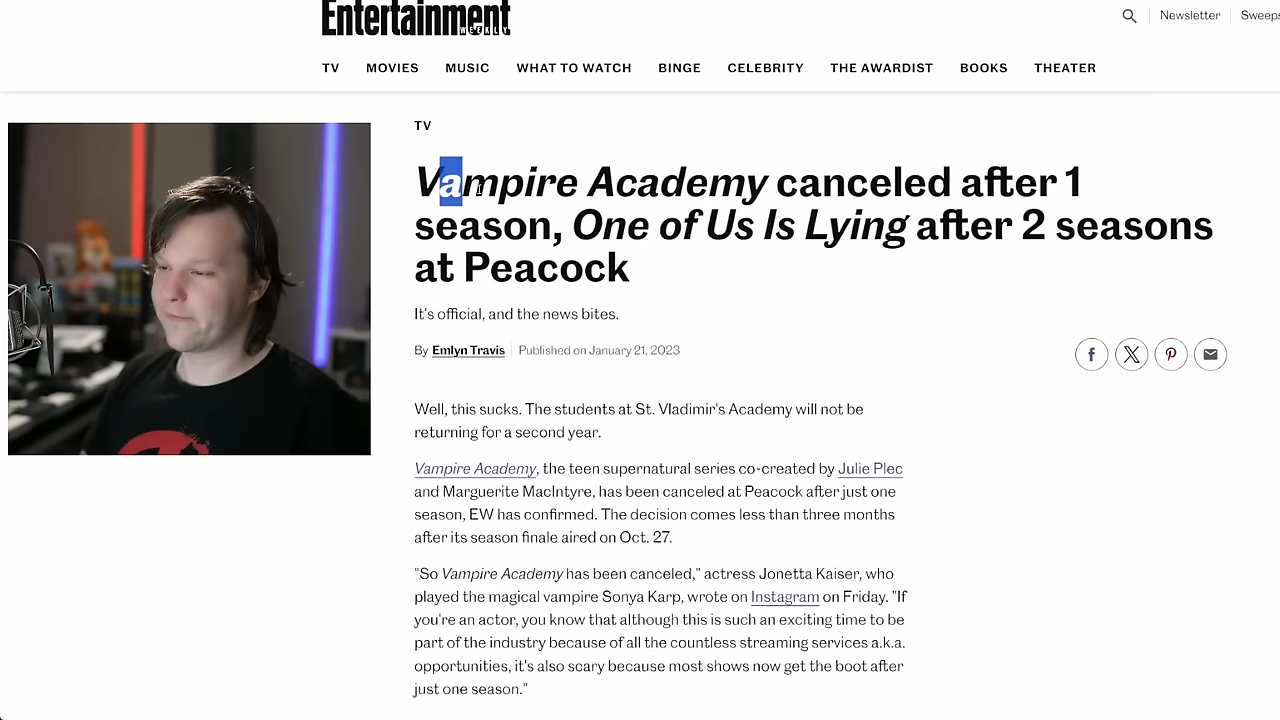 Entertainment
WEEKLY
Newsletter
Sweeps
TV MOVIES MUSIC WHAT TO WATCH BINGE CELEBRITY THE AWARDIST BOOKS THEATER
TV
Vampire Academy canceled after 1
season, One of Us Is Lying after 2 seasons
at Peacock
It's official, and the news bites.
By Emlyn Travis Published on January 21, 2023
Well, this sucks. The students at St. Vladimir's Academy will not be
returning for a second year.
Vampire Academy, the teen supernatural series co-created by Julie Plec
and Marguerite MacIntyre, has been canceled at Peacock after just one
season, EW has confirmed. The decision comes less than three months
after its season finale aired on Oct. 27.
"So Vampire Academy has been canceled," actress Jonetta Kaiser, who
played the magical vampire Sonya Karp, wrote on Instagram on Friday. "If
you're an actor, you know that although this is such an exciting time to be
part of the industry because of all the countless streaming services a.k.a.
opportunities, it's also scary because most shows now get the boot after
just one season."